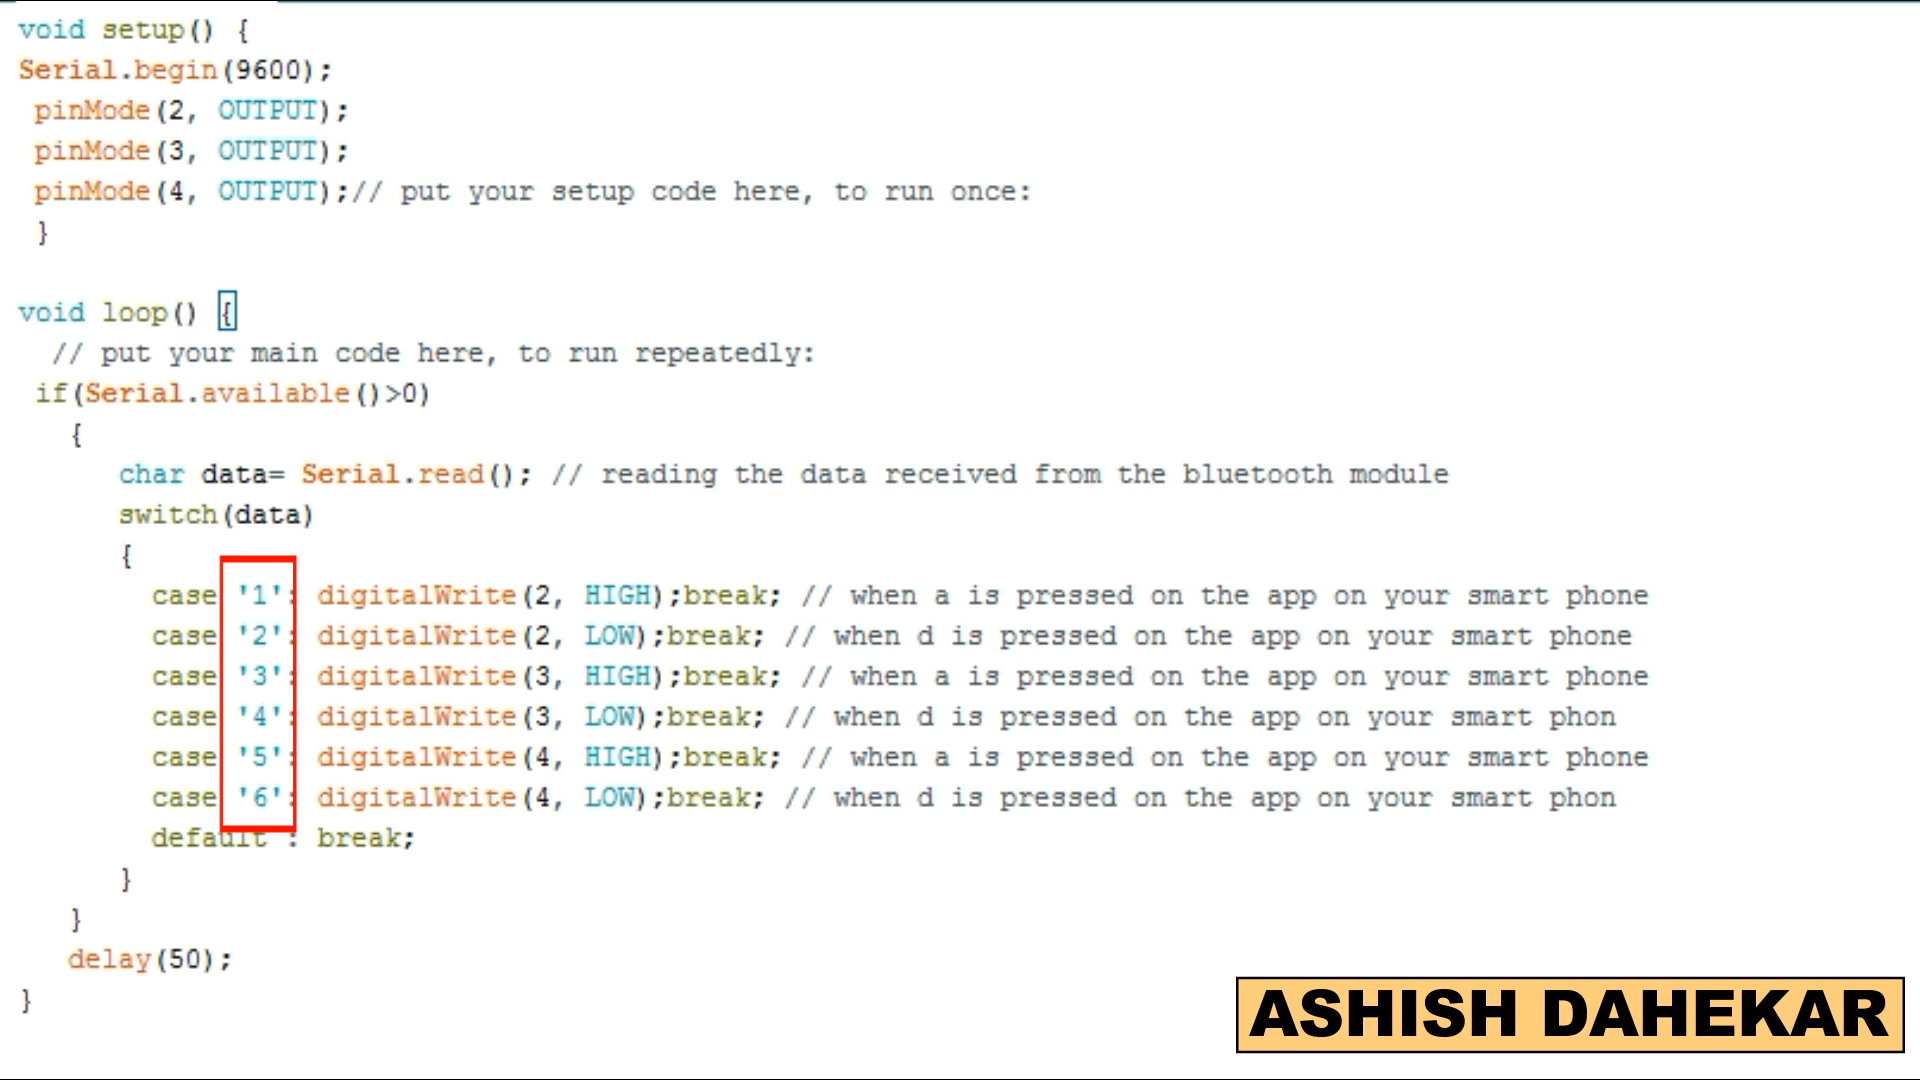 void setup() {
Serial.begin(9600);
pinMode(2, OUTPUT);
pinMode(3, OUTPUT);
pinMode(4, OUTPUT);// put your setup code here, to run once:
}
void loop() {
// put your main code here, to run repeatedly:
if(Serial.available()>0)
{
char data= Serial.read(); // reading the data received from the bluetooth module
switch(data)
{
case '1': digitalWrite(2, HIGH);break; // when a is pressed on the app on your smart phone
case '2': digitalWrite(2, LOW);break; // when d is pressed on the app on your smart phone
case '3': digitalWrite(3, HIGH);break; // when a is pressed on the app on your smart phone
case '4': digitalWrite(3, LOW);break; // when d is pressed on the app on your smart phon
case '5': digitalWrite(4, HIGH);break; // when a is pressed on the app on your smart phone
case '6': digitalWrite(4, LOW);break; // when d is pressed on the app on your smart phon
default : break;
}
}
delay(50);
}
ASHISH DAHEKAR